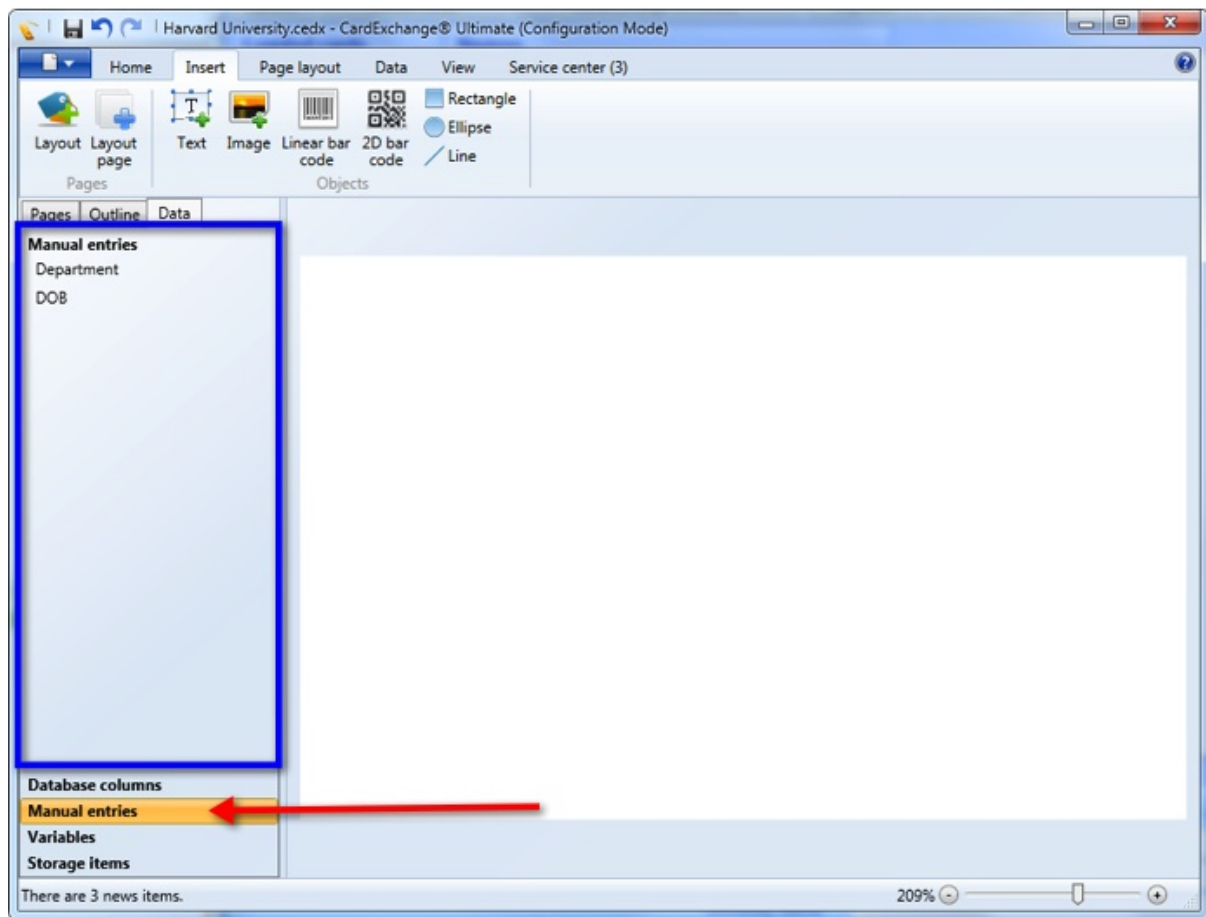 Harvard University.cedx - CardExchange® Ultimate (Configuration Mode)
Home Insert Page layout Data View Service center (3)
Layout Layout page Text Image Linear bar code 2D bar code
Rectangle
Ellipse
Line
Pages Objects
Pages Outline Data
Manual entries
Department
DOB
Database columns
Manual entries
Variables
Storage items
There are 3 news items. 209%